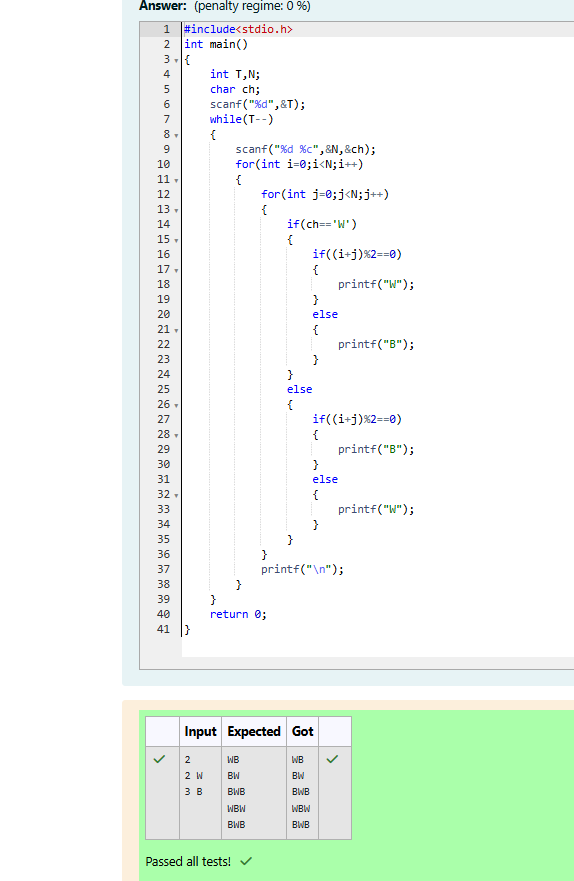 Answer: (penalty regime: 0 %)
1 #include<stdio.h>
2 int main()
3 {
4     int T,N;
5     char ch;
6     scanf("%d",&T);
7     while(T--)
8     {
9         scanf("%d %c",&N,&ch);
10         for(int i=0;i<N;i++)
11         {
12             for(int j=0;j<N;j++)
13             {
14                 if(ch=='W')
15                 {
16                     if((i+j)%2==0)
17                     {
18                         printf("W");
19                     }
20                     else
21                     {
22                         printf("B");
23                     }
24                 }
25                 else
26                 {
27                     if((i+j)%2==0)
28                     {
29                         printf("B");
30                     }
31                     else
32                     {
33                         printf("W");
34                     }
35                 }
36             }
37             printf("\n");
38         }
39     }
40     return 0;
41 }
Input Expected Got
2 WB WB
2 W BW BW
3 B BWB BWB
WBW WBW
BWB BWB
Passed all tests!